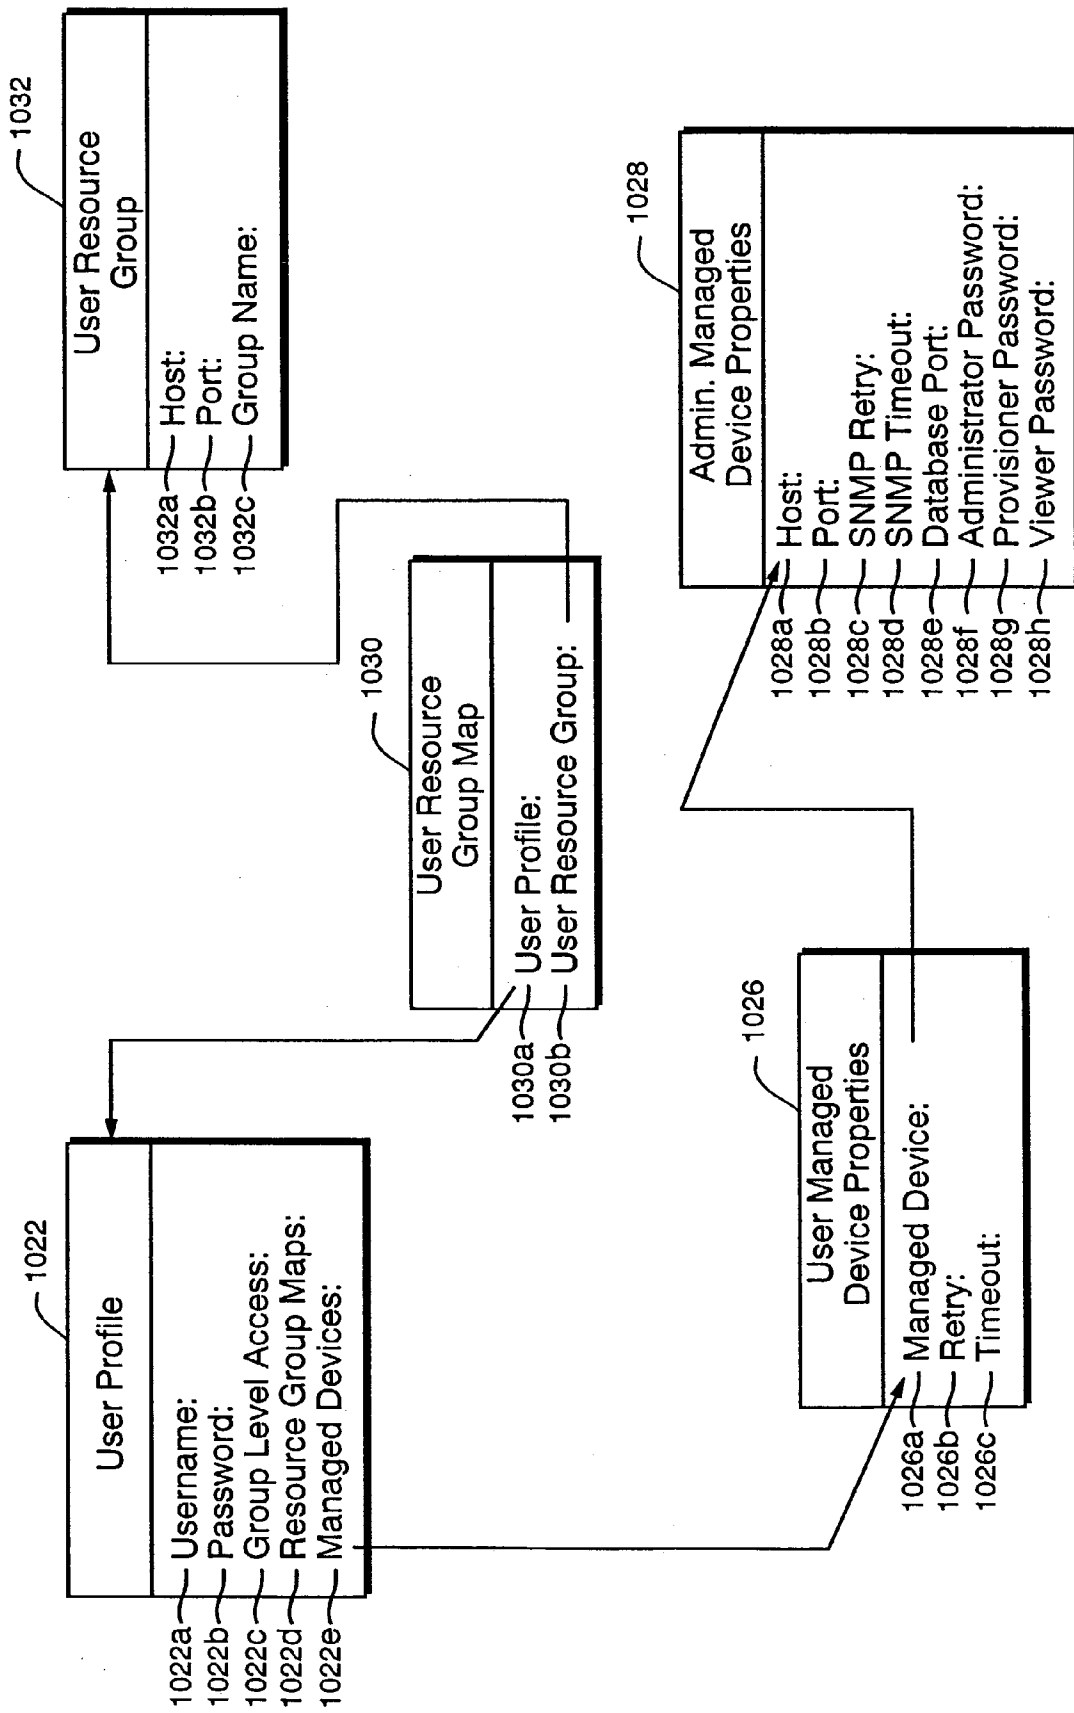 1022
User Profile
1022a
Username:
1022b
Password:
1022c
Group Level Access:
1022d
Resource Group Maps:
1022e
Managed Devices:
1030
User Resource
Group Map
1030a
User Profile:
1030b
User Resource Group:
1032
User Resource
Group
1032a
Host:
1032b
Port:
1032c
Group Name:
1026
User Managed
Device Properties
1026a
Managed Device:
1026b
Retry:
1026c
Timeout:
1028
Admin. Managed
Device Properties
1028a
Host:
1028b
Port:
1028c
SNMP Retry:
1028d
SNMP Timeout:
1028e
Database Port:
1028f
Administrator Password:
1028g
Provisioner Password:
1028h
Viewer Password: